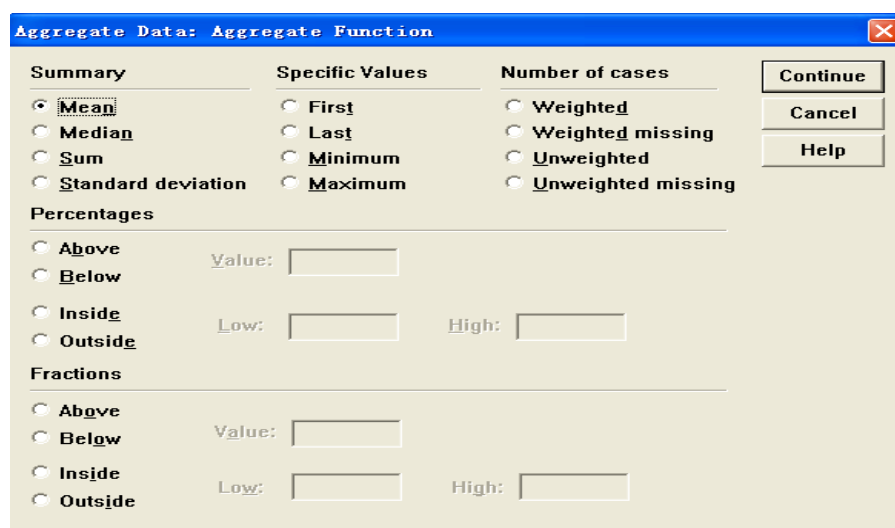 Aggregate Data: Aggregate Function
Summary Specific Values Number of cases Continue
Mean First Weighted Cancel
Median Last Weighted missing
Sum Minimum Unweighted Help
Standard deviation Maximum Unweighted missing
Percentages
Above
Value:
Below
Inside
Low: High:
Outside
Fractions
Above
Value:
Below
Inside
Low: High:
Outside